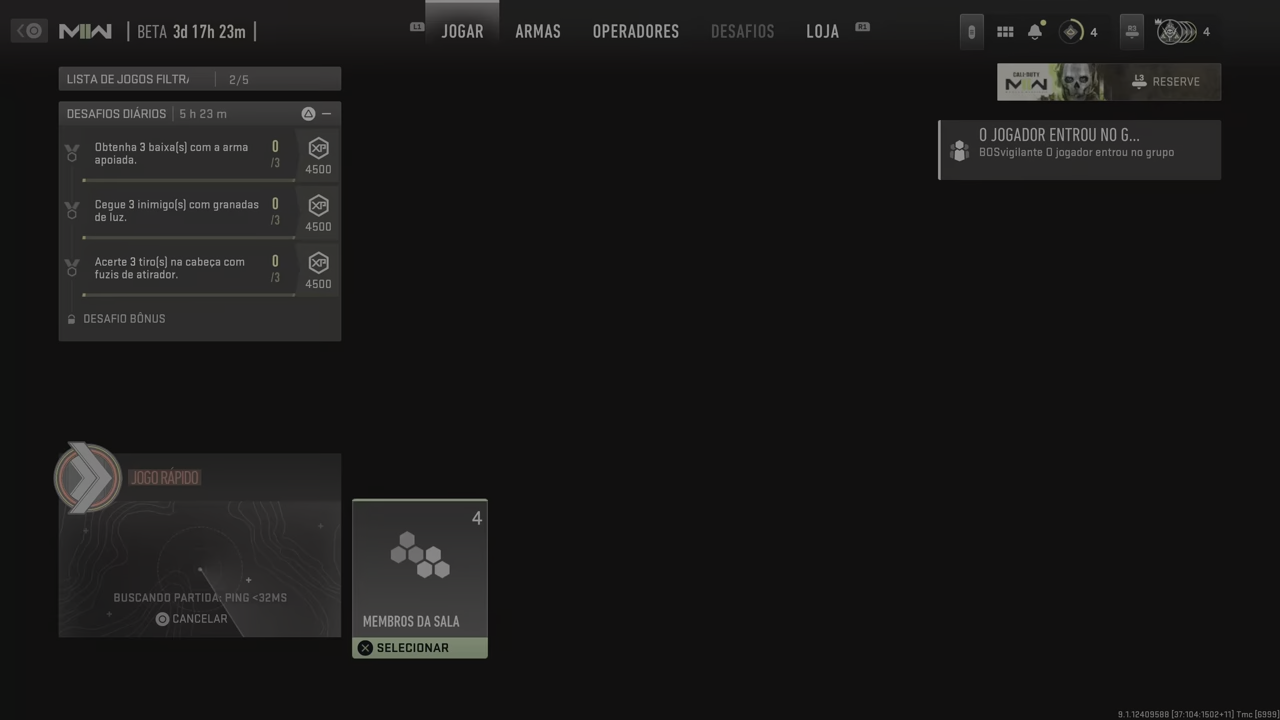 MW | BETA 3d 17h 23m |
L1 JOGAR ARMAS OPERADORES DESAFIOS LOJA R1
4
4
LISTA DE JOGOS FILTR
2/5
CALL OF DUTY
MW
L3 RESERVE
DESAFIOS DIÁRIOS | 5 h 23 m
Obtenha 3 baixa(s) com a arma
apoiada.
0
/3
XP
4500
Cegue 3 inimigo(s) com granadas
de luz.
0
/3
XP
4500
Acerte 3 tiro(s) na cabeça com
fuzis de atirador.
0
/3
XP
4500
DESAFIO BÔNUS
O JOGADOR ENTROU NO G...
BOSvigilante O jogador entrou no grupo
JOGO RÁPIDO
BUSCANDO PARTIDA: PING <32MS
CANCELAR
4
MEMBROS DA SALA
SELECIONAR
9.1.12409588 [37:104:1502+11] Tmc [6999]